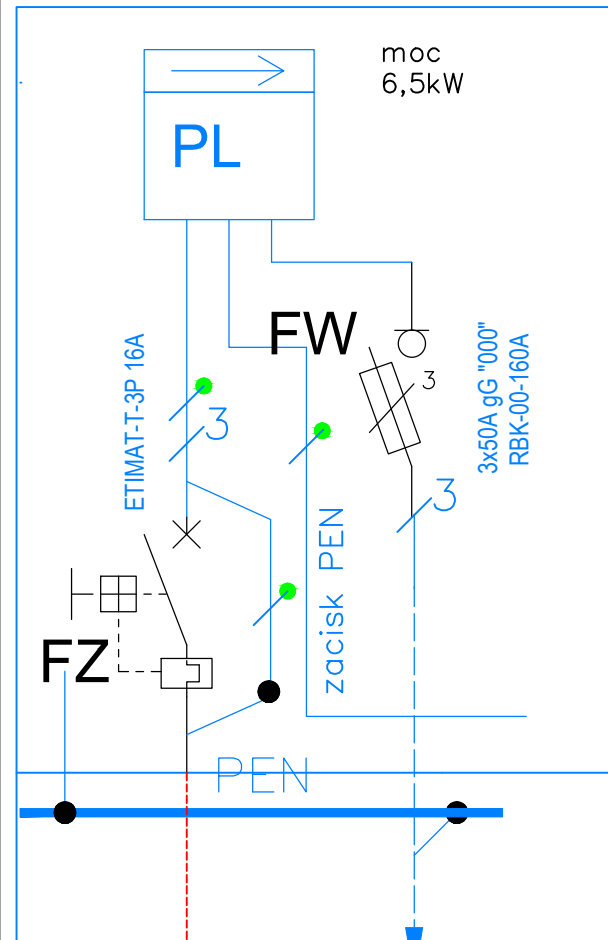 moc
6,5kW
PL
FW
ETIMAT-T-3P 16A
3
3
3x50A gG "000"
RBK-00-160A
3
zacisk PEN
FZ
PEN